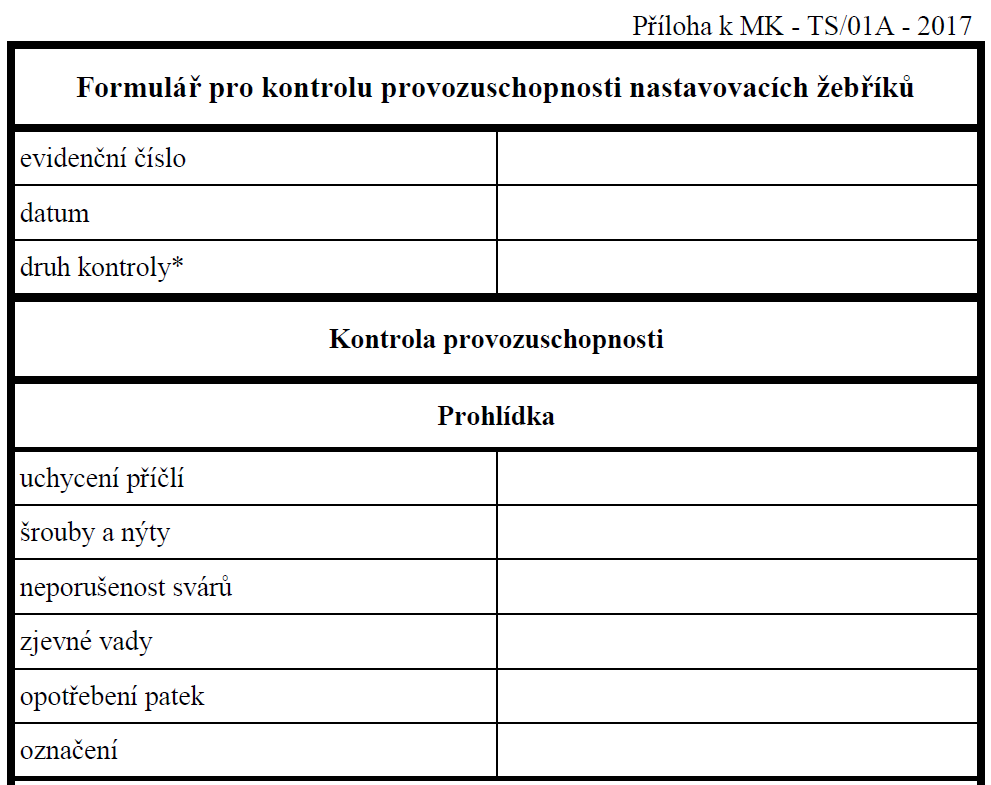 Příloha k MK - TS/01A - 2017
Formulář pro kontrolu provozuschopnosti nastavovacích žebříků
evidenční číslo
datum
druh kontroly*
Kontrola provozuschopnosti
Prohlídka
uchycení příčlí
šrouby a nýty
neporušenost svárů
zjevné vady
opotřebení patek
označení